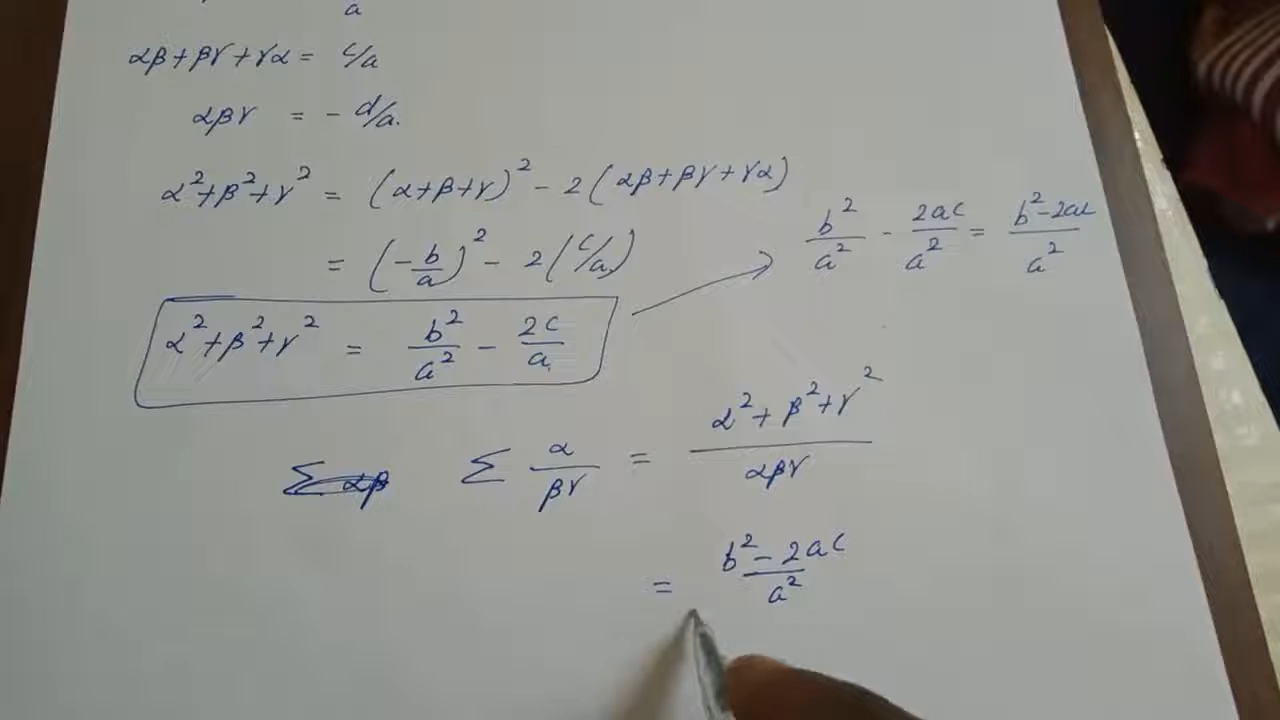 a
αβ+βγ+γα = c/a
αβγ = - d/a.
α²+β²+γ² = (α+β+γ)² - 2(αβ+βγ+γα)
= (-b/a)² - 2(c/a)
α²+β²+γ² = b²/a² - 2c/a
b²/a² - 2ac/a² = b²-2ac/a²
Σ α/βγ = α²+β²+γ²/αβγ
= b²-2ac/a²